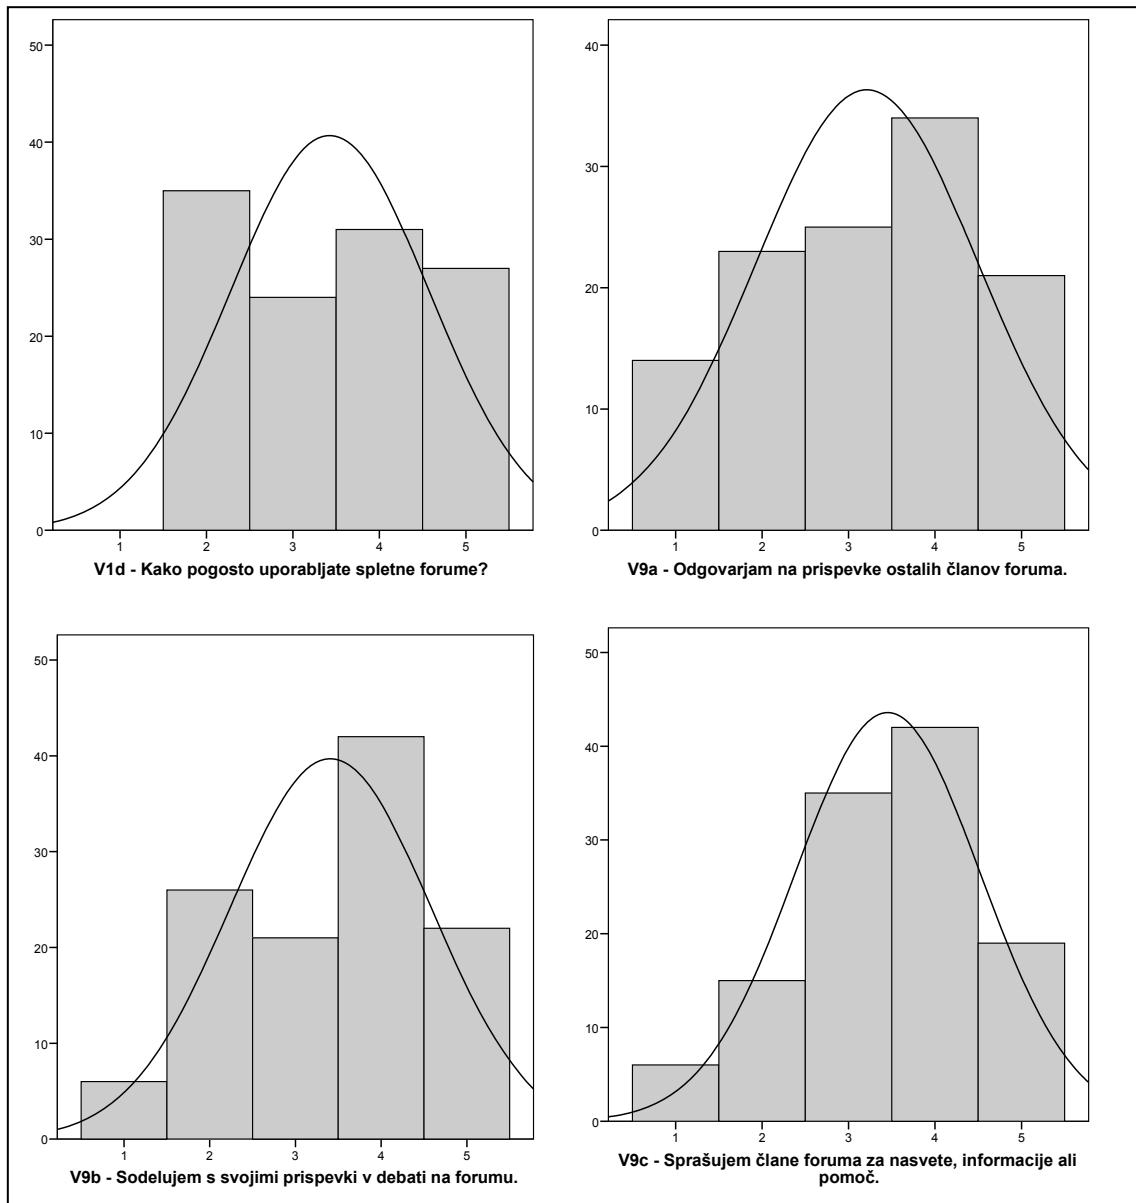 50
40
30
20
10
0
1 2 3 4 5
V1d - Kako pogosto uporabljate spletne forume?
40
30
20
10
0
1 2 3 4 5
V9a - Odgovarjam na prispevke ostalih članov foruma.
50
40
30
20
10
0
1 2 3 4 5
V9b - Sodelujem s svojimi prispevki v debati na forumu.
50
40
30
20
10
0
1 2 3 4 5
V9c - Sprašujem člane foruma za nasvete, informacije ali
pomoč.